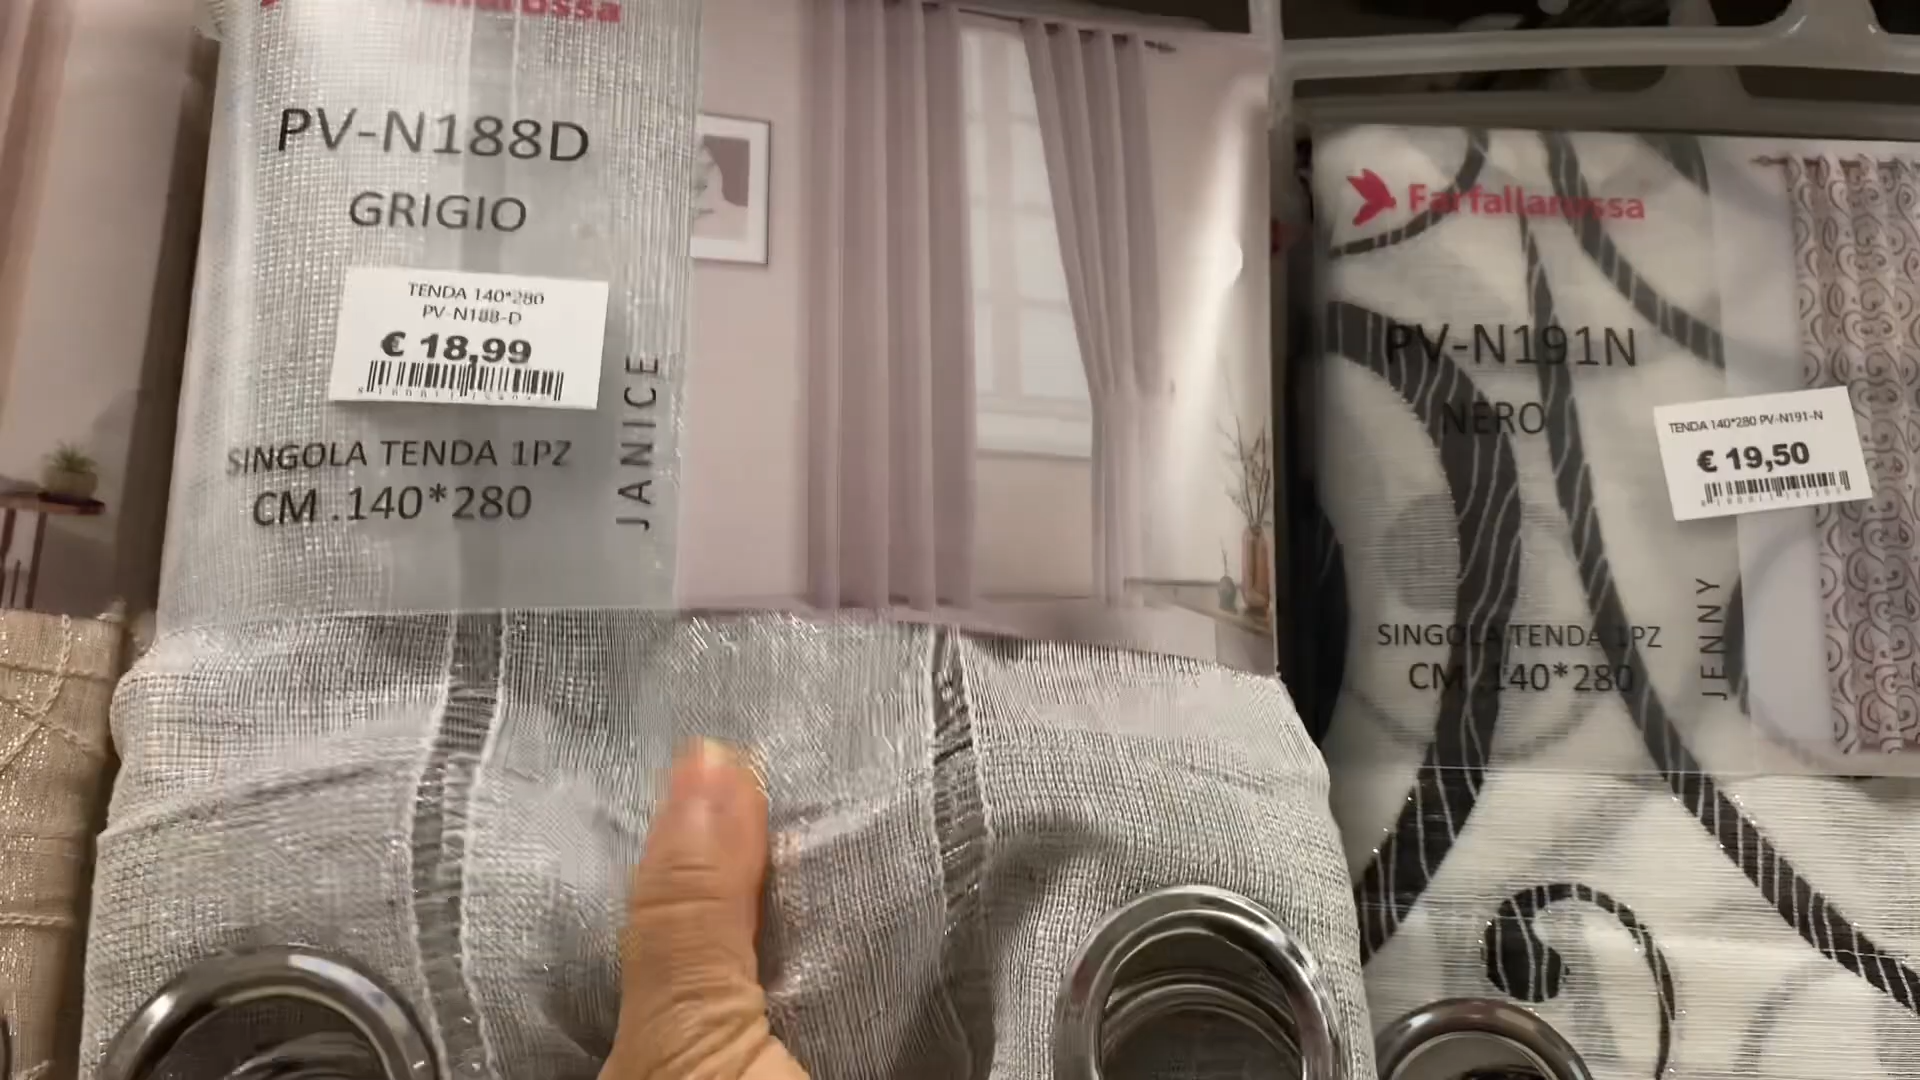 PV-N188D
GRIGIO
TENDA 140*280
PV-N188-D
€ 18,99
SINGOLA TENDA 1PZ
CM .140*280
JANICE
Farfallarossa
PV-N191N
NERO
TENDA 140*280 PV-N191-N
€ 19,50
SINGOLA TENDA 1PZ
CM .140*280
JENNY